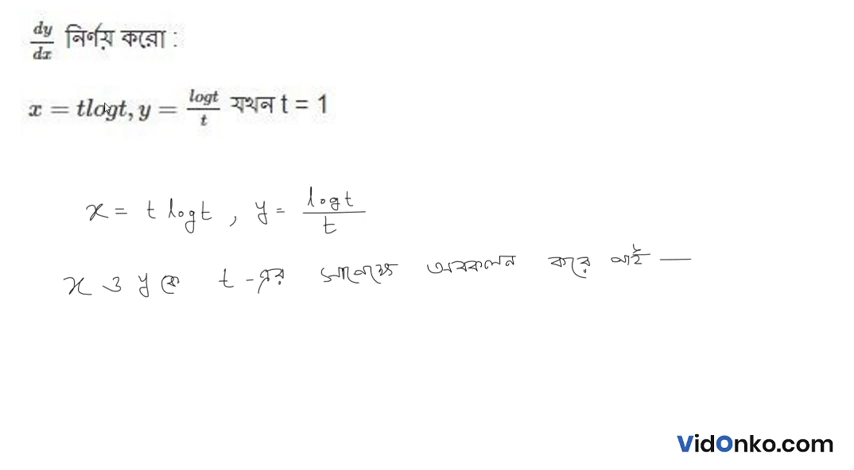 dy/dx নির্ণয় করো :
x = tlogt, y = logt/t যখন t = 1
x = t logt , y = logt/t
x ও y কে t - এর সাপেক্ষে অবকলন করে পাই —
VidOnko.com